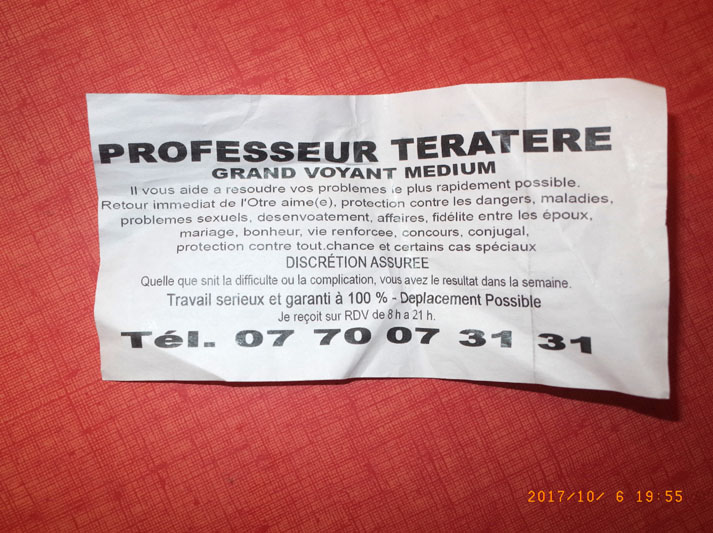 PROFESSEUR TERATERE
GRAND VOYANT MEDIUM
Il vous aide a resoudre vos problemes le plus rapidement possible.
Retour immediat de l'Otre aime(e), protection contre les dangers, maladies,
problemes sexuels, desenvoatement, affeires, fidélite entre les époux,
mariage, bonheur, vie renforcee, concours, conjugal,
protection contre tout.chance et certains cas spéciaux
DISCRÉTION ASSUREE
Quelle que snit la difficulte ou la complication, vous avez le resultat dans la semaine.
Travail serieux et garanti à 100 % - Deplacement Possible
Je reçoit sur RDV de 8 h a 21 h.
Tél. 07 70 07 31 31
2017/10/ 6 19:55